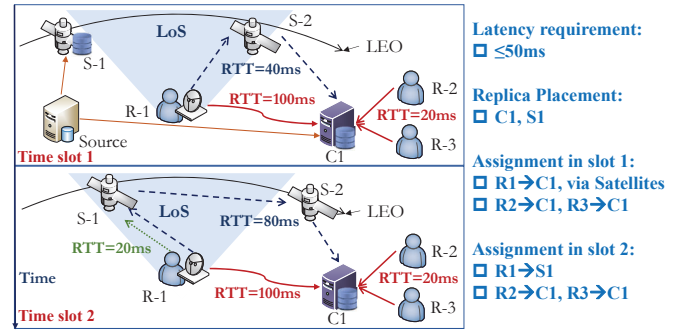 S-2
LoS
LEO
S-1
RTT=40ms
R-2
R-1
RTT=100ms
RTT=20ms
R-3
Source
C1
Time slot 1
S-2
S-1
LoS
LEO
RTT=80ms
R-2
RTT=20ms
Time
RTT=20ms
R-1
RTT=100ms
R-3
C1
Time slot 2
Latency requirement:
≤50ms
Replica Placement:
C1, S1
Assignment in slot 1:
R1→C1, via Satellites
R2→C1, R3→C1
Assignment in slot 2:
R1→S1
R2→C1, R3→C1